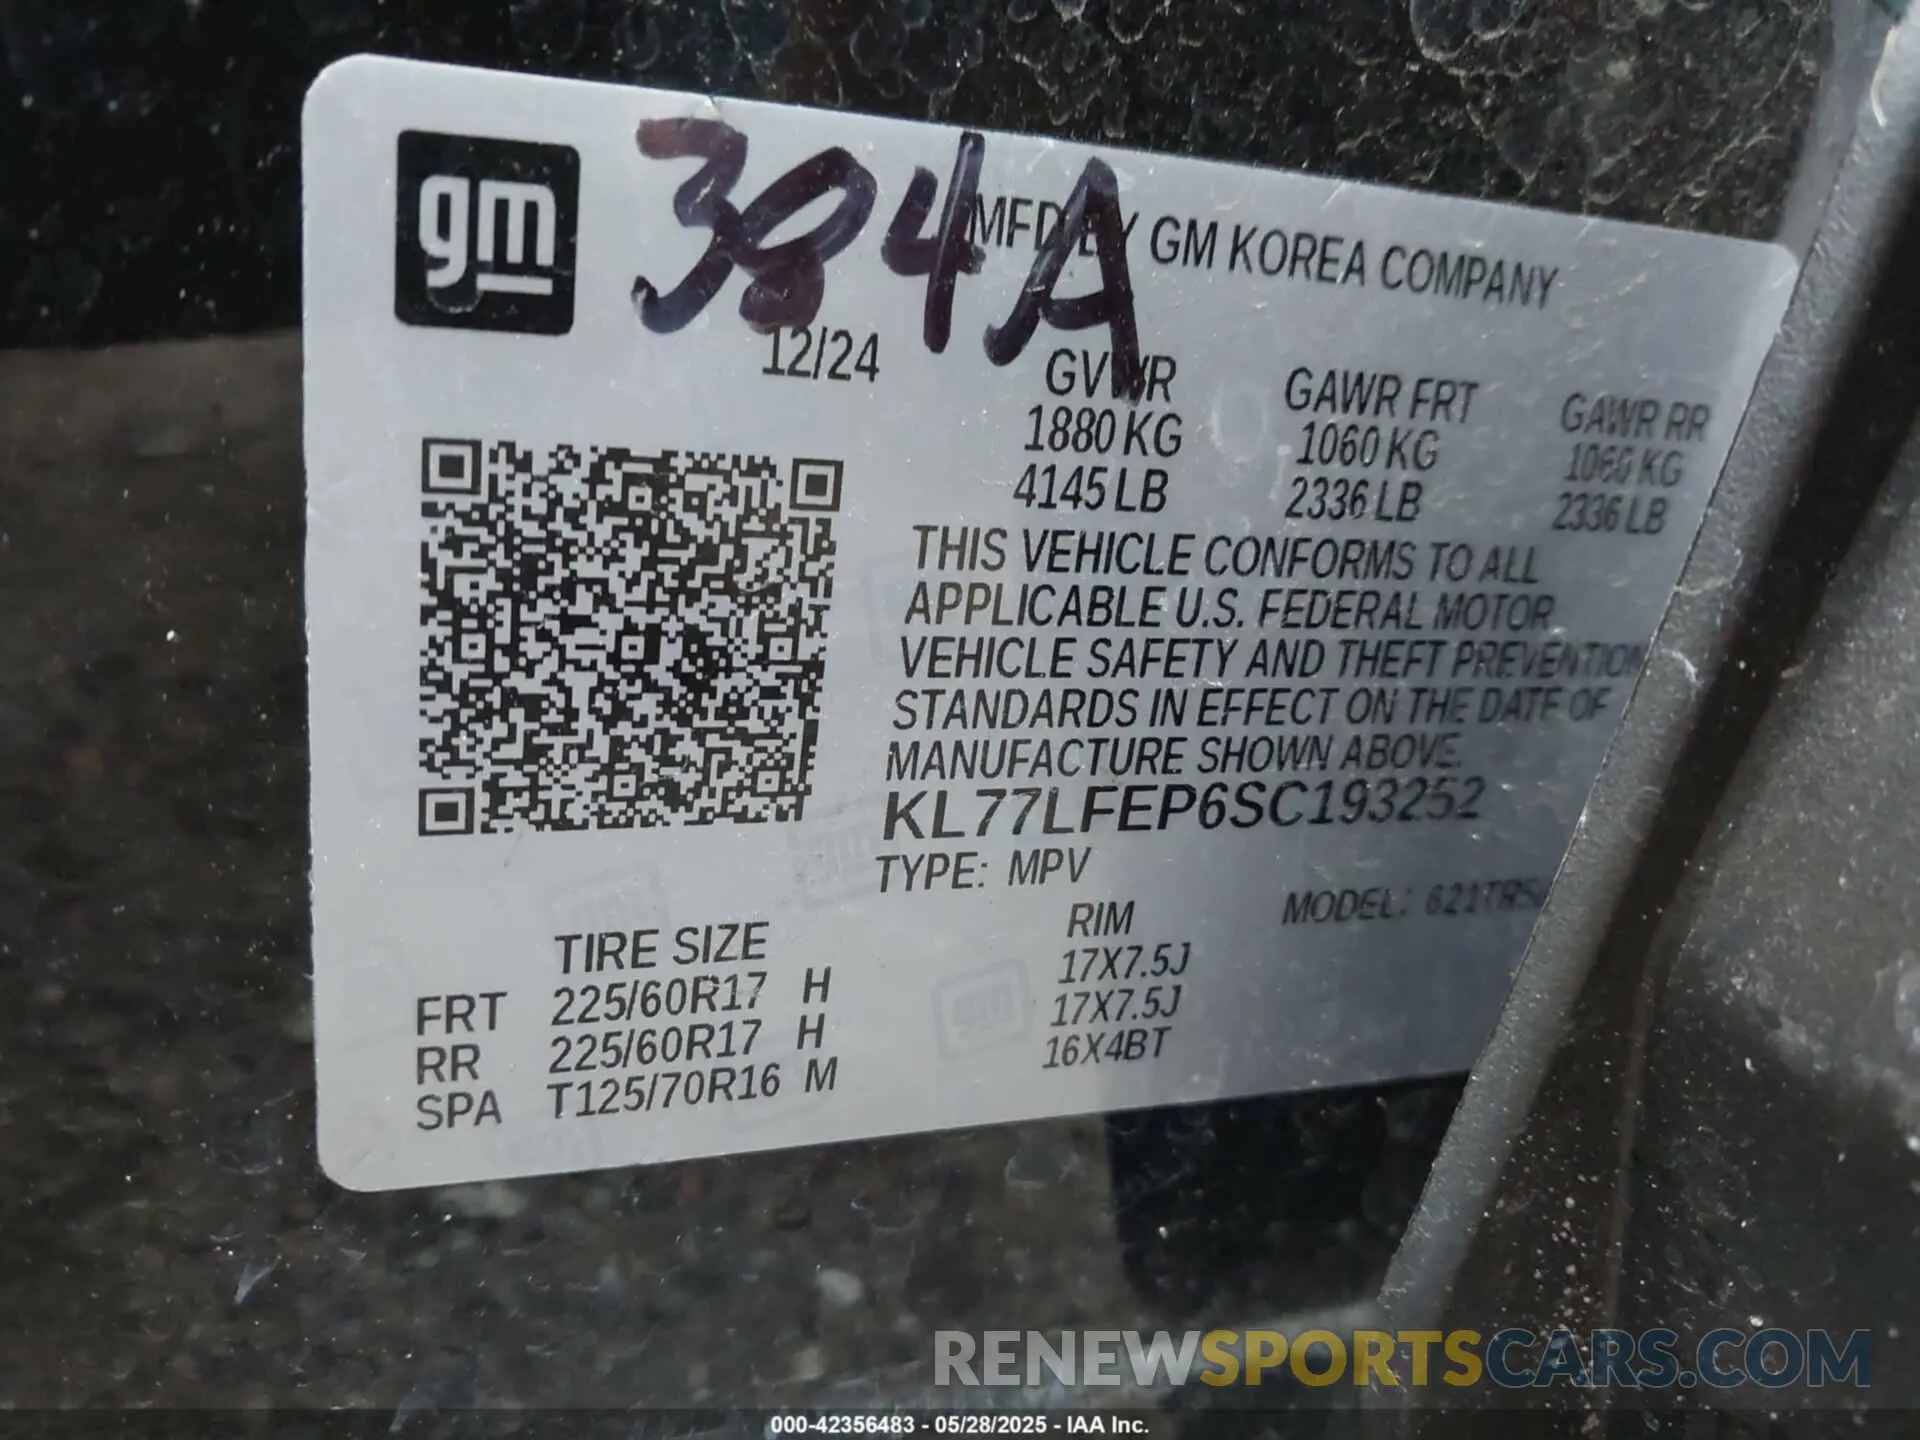 gm
384A
MFD BY GM KOREA COMPANY
12/24
GVWR GAWR FRT GAWR RR
1880 KG 1060 KG 1060 KG
4145 LB 2336 LB 2336 LB
THIS VEHICLE CONFORMS TO ALL
APPLICABLE U.S. FEDERAL MOTOR
VEHICLE SAFETY AND THEFT PREVENTION
STANDARDS IN EFFECT ON THE DATE OF
MANUFACTURE SHOWN ABOVE.
KL77LFEP6SC193252
TYPE: MPV
MODEL:
TIRE SIZE RIM
FRT 225/60R17 H 17X7.5J
RR 225/60R17 H 17X7.5J
SPA T125/70R16 M 16X4BT
RENEWSPORTSCARS.COM
000-42356483 - 05/28/2025 - IAA Inc.